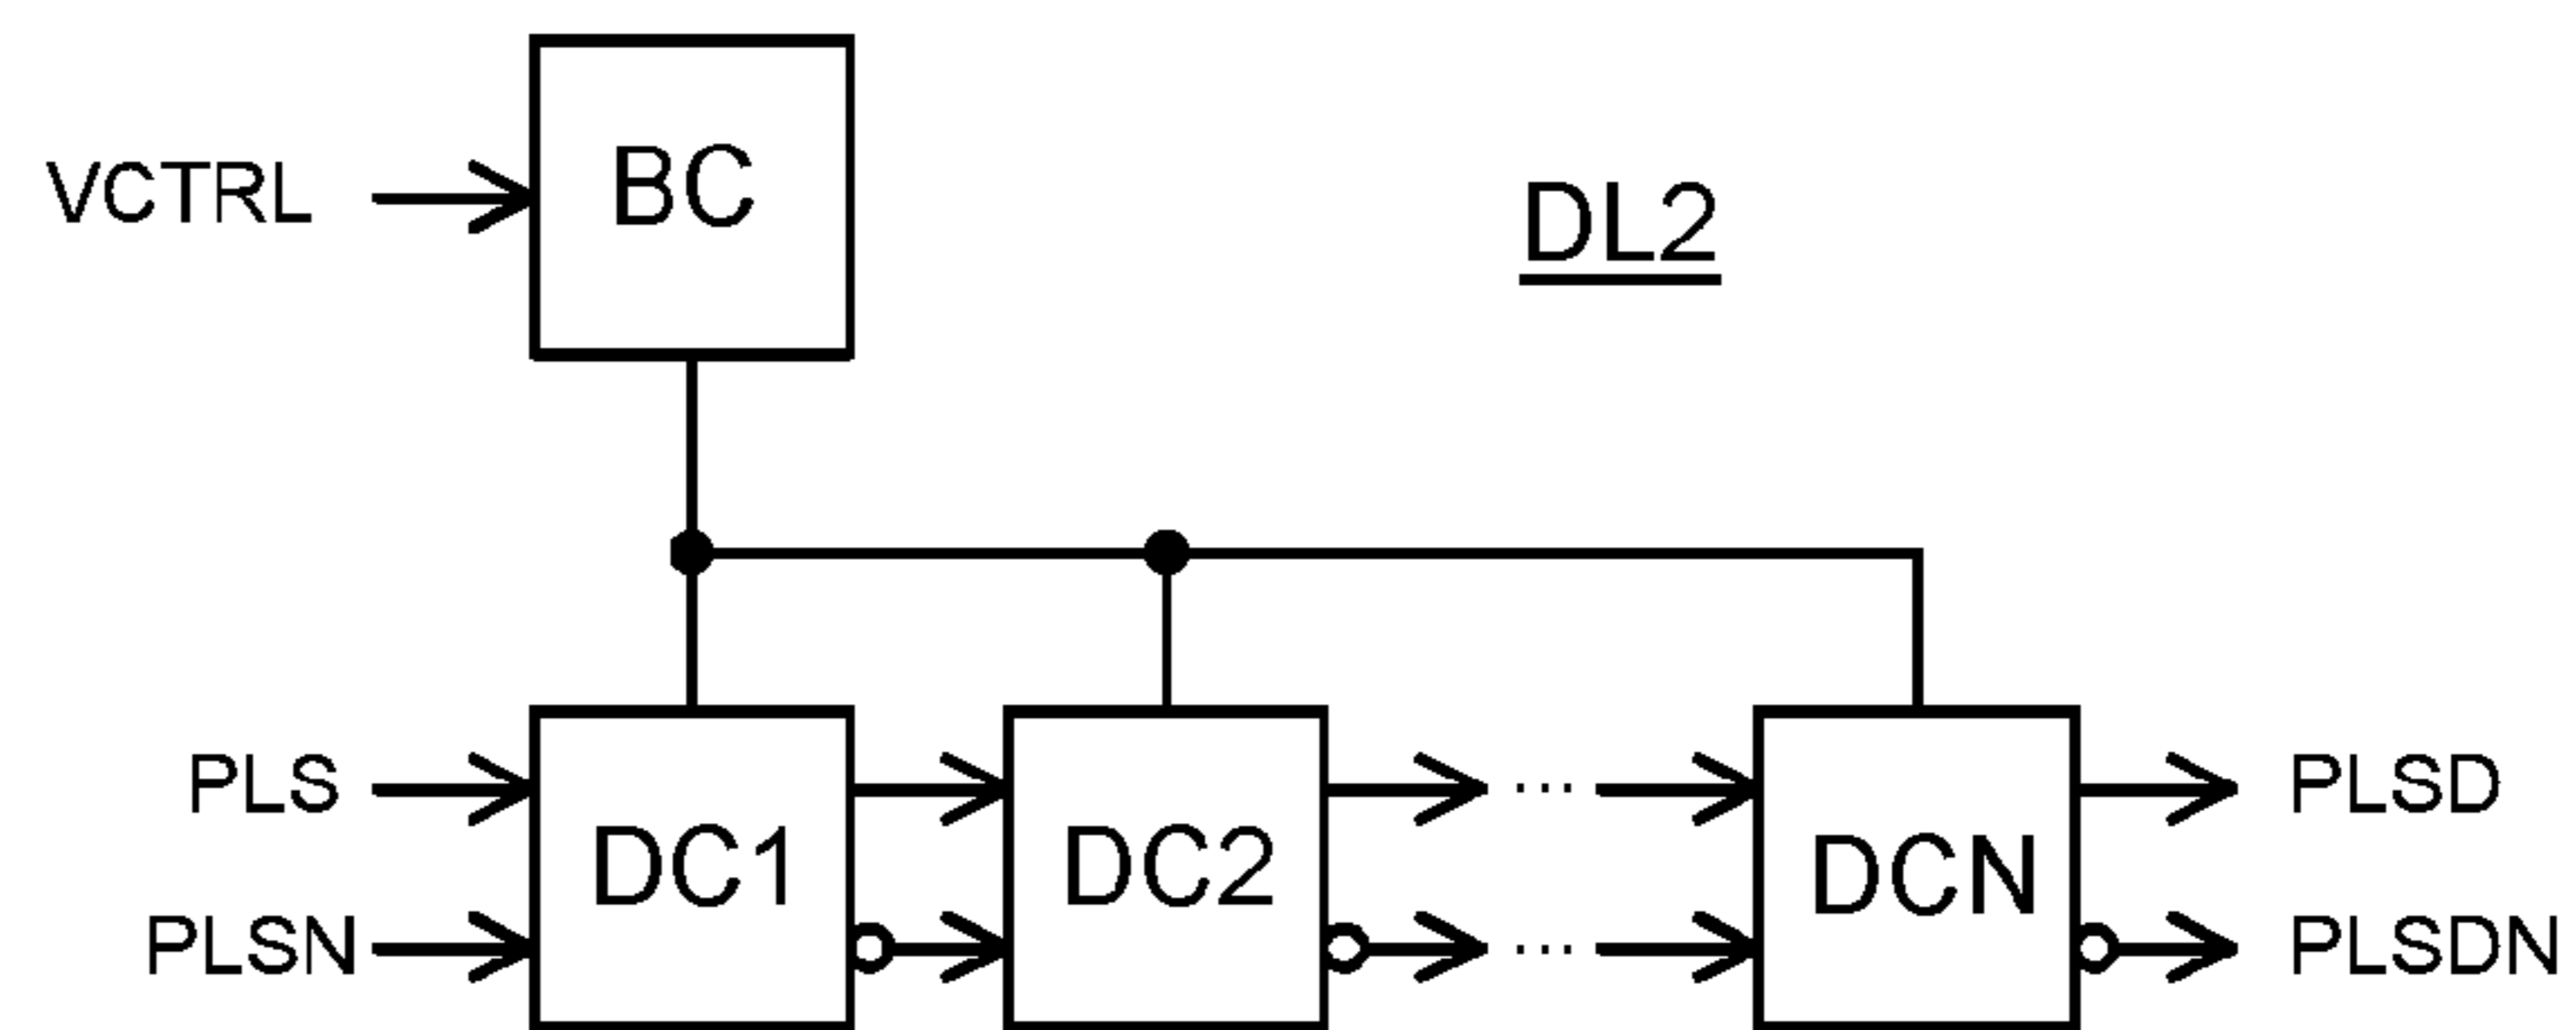 BC
VCTRL
DL2
PLS
...
PLSD
DC1
DC2
DCN
PLSN
...
PLSDN